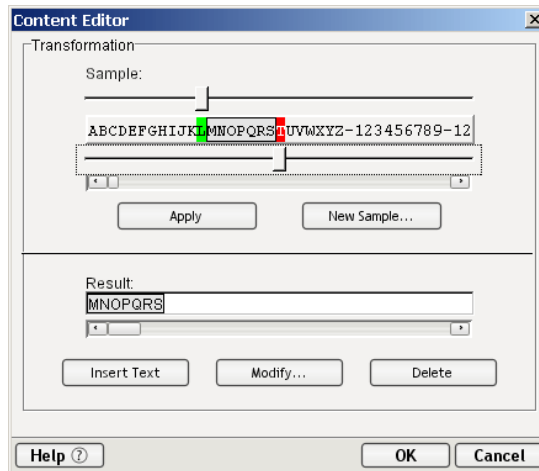 Content Editor
Transformation
Sample:
ABCDEFGHIJKLMNOPQRSTUVWXYZ-123456789-12
Apply New Sample...
Result:
MNOPQRS
Insert Text Modify... Delete
Help ? OK Cancel